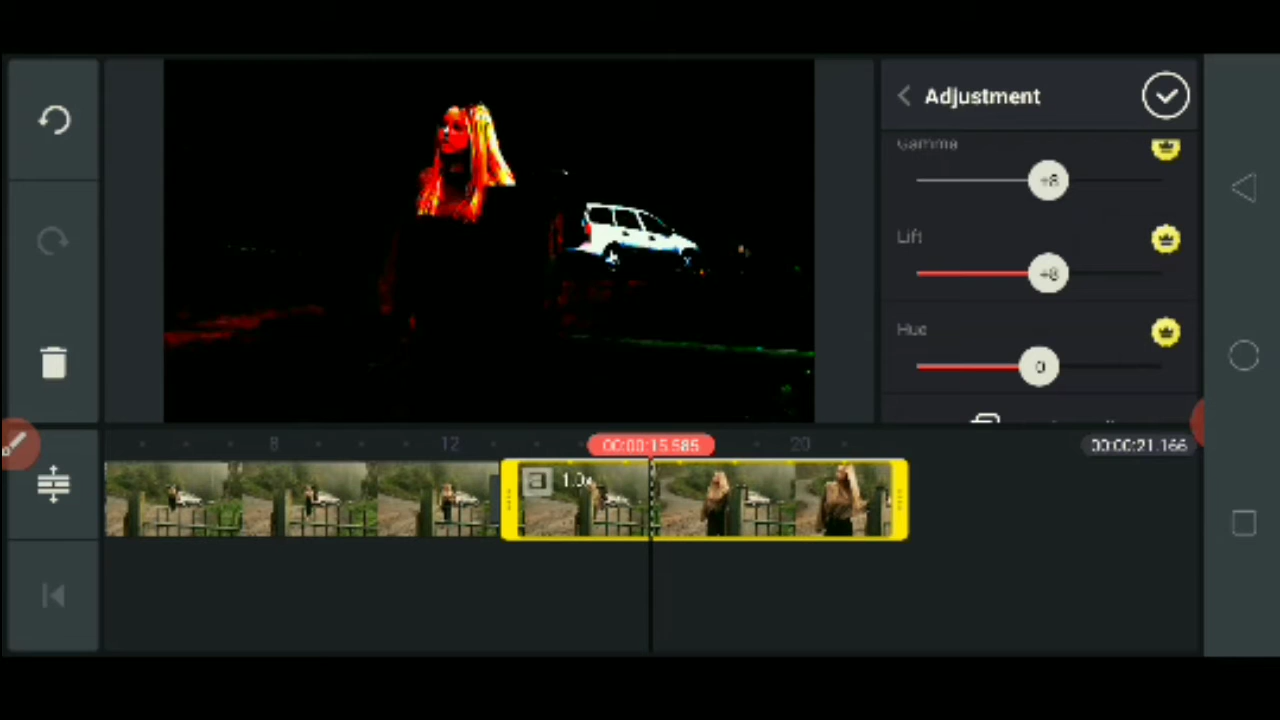 Adjustment
Gamma
+8
Lift
+8
Hue
0
8
12
00:00:15.585
20
00:00:21.166
1.0x